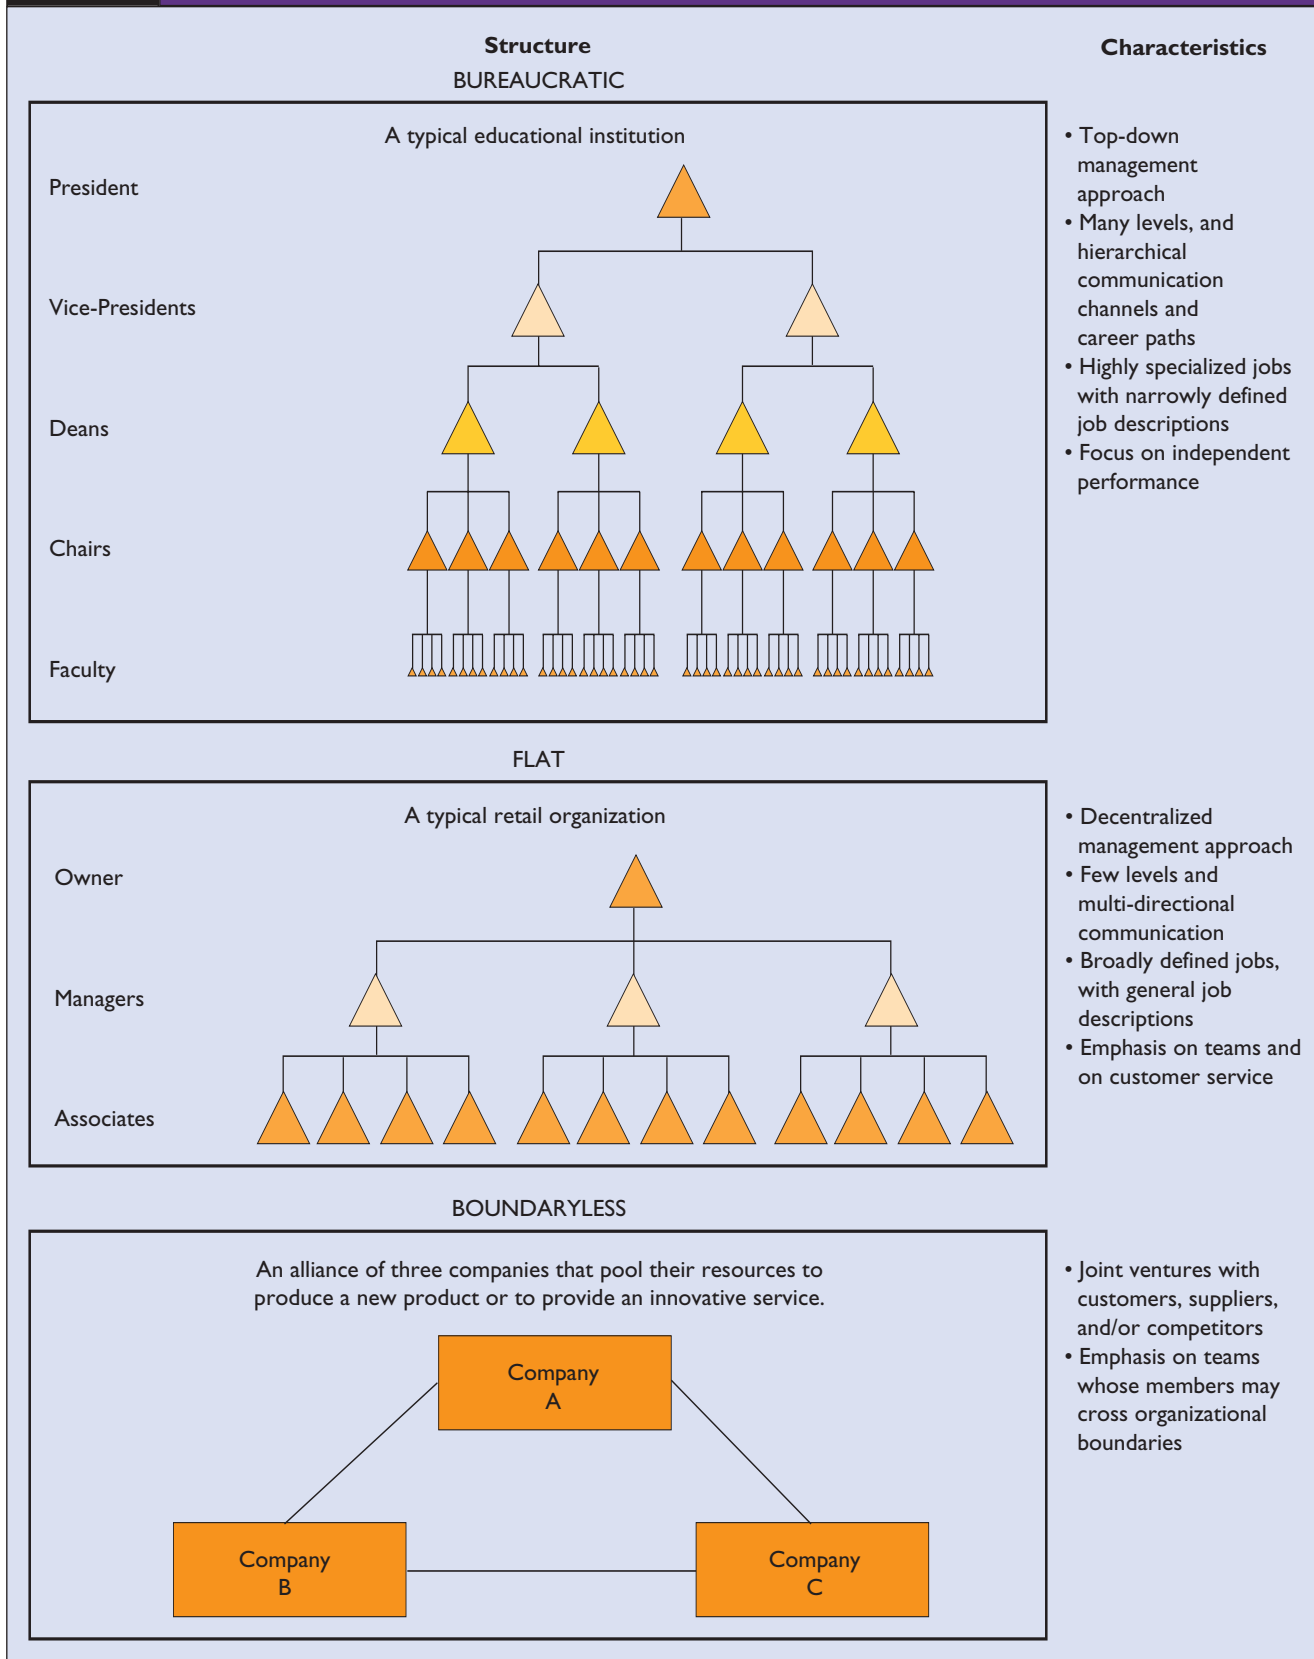 Structure
Characteristics
BUREAUCRATIC
A typical educational institution
President
Vice-Presidents
Deans
Chairs
Faculty
• Top-down
management
approach
• Many levels, and
hierarchical
communication
channels and
career paths
• Highly specialized jobs
with narrowly defined
job descriptions
• Focus on independent
performance
FLAT
A typical retail organization
Owner
Managers
Associates
• Decentralized
management approach
• Few levels and
multi-directional
communication
• Broadly defined jobs,
with general job
descriptions
• Emphasis on teams and
on customer service
BOUNDARYLESS
An alliance of three companies that pool their resources to
produce a new product or to provide an innovative service.
Company
A
Company
B
Company
C
• Joint ventures with
customers, suppliers,
and/or competitors
• Emphasis on teams
whose members may
cross organizational
boundaries